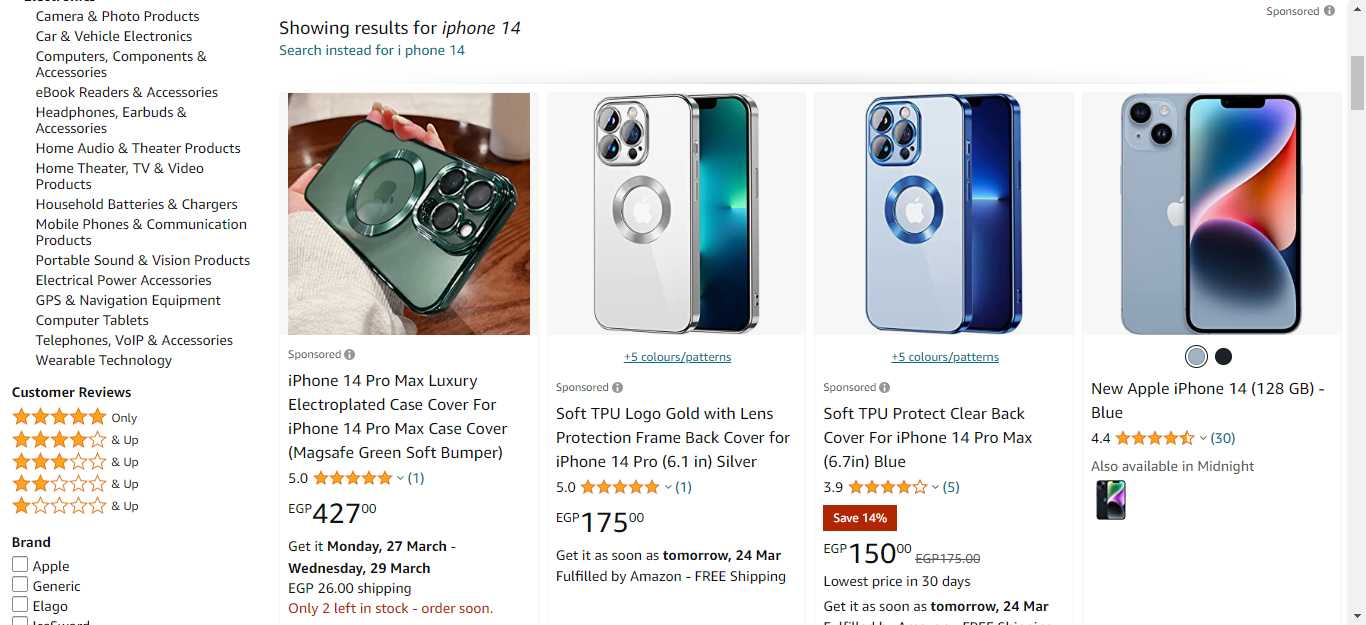 Camera & Photo Products
Car & Vehicle Electronics
Computers, Components &
Accessories
eBook Readers & Accessories
Headphones, Earbuds &
Accessories
Home Audio & Theater Products
Home Theater, TV & Video
Products
Household Batteries & Chargers
Mobile Phones & Communication
Products
Portable Sound & Vision Products
Electrical Power Accessories
GPS & Navigation Equipment
Computer Tablets
Telephones, VoIP & Accessories
Wearable Technology
Customer Reviews
Only
& Up
& Up
& Up
& Up
Brand
Apple
Generic
Elago
Sponsored
Showing results for iphone 14
Search instead for i phone 14
Sponsored
iPhone 14 Pro Max Luxury
Electroplated Case Cover For
iPhone 14 Pro Max Case Cover
(Magsafe Green Soft Bumper)
5.0 (1)
EGP42700
Get it Monday, 27 March -
Wednesday, 29 March
EGP 26.00 shipping
Only 2 left in stock - order soon.
+5 colours/patterns
Sponsored
Soft TPU Logo Gold with Lens
Protection Frame Back Cover for
iPhone 14 Pro (6.1 in) Silver
5.0 (1)
EGP17500
Get it as soon as tomorrow, 24 Mar
Fulfilled by Amazon - FREE Shipping
+5 colours/patterns
Sponsored
Soft TPU Protect Clear Back
Cover For iPhone 14 Pro Max
(6.7in) Blue
3.9 (5)
Save 14%
EGP15000 EGP175.00
Lowest price in 30 days
Get it as soon as tomorrow, 24 Mar
New Apple iPhone 14 (128 GB) -
Blue
4.4 (30)
Also available in Midnight